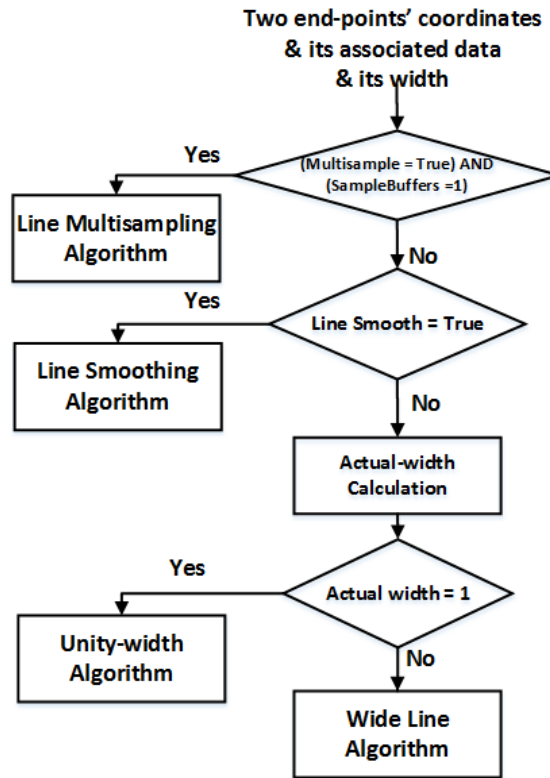 Two end-points' coordinates
& its associated data
& its width
(Multisample = True) AND
(SampleBuffers =1)
Yes
Line Multisampling
Algorithm
No
Line Smooth = True
Yes
Line Smoothing
Algorithm
No
Actual-width
Calculation
Actual width = 1
Yes
Unity-width
Algorithm
No
Wide Line
Algorithm